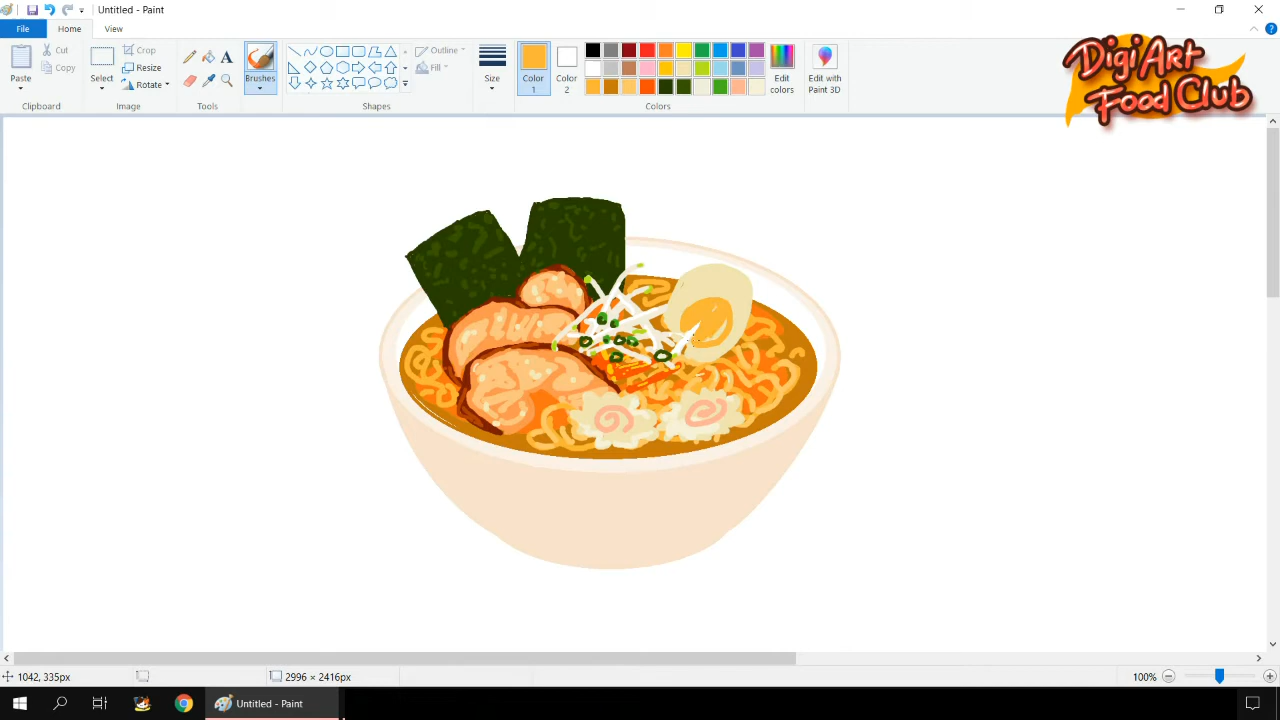 Untitled - Paint
File
Home
View
Paste
Cut
Copy
Clipboard
Select
Crop
Resize
Rotate
Image
Tools
Brushes
Shapes
Outline
Fill
Size
Color
1
Color
2
Edit
colors
Colors
Edit with
Paint 3D
DigiArt
Food Club
1042, 335px
2996 × 2416px
100%
Untitled - Paint